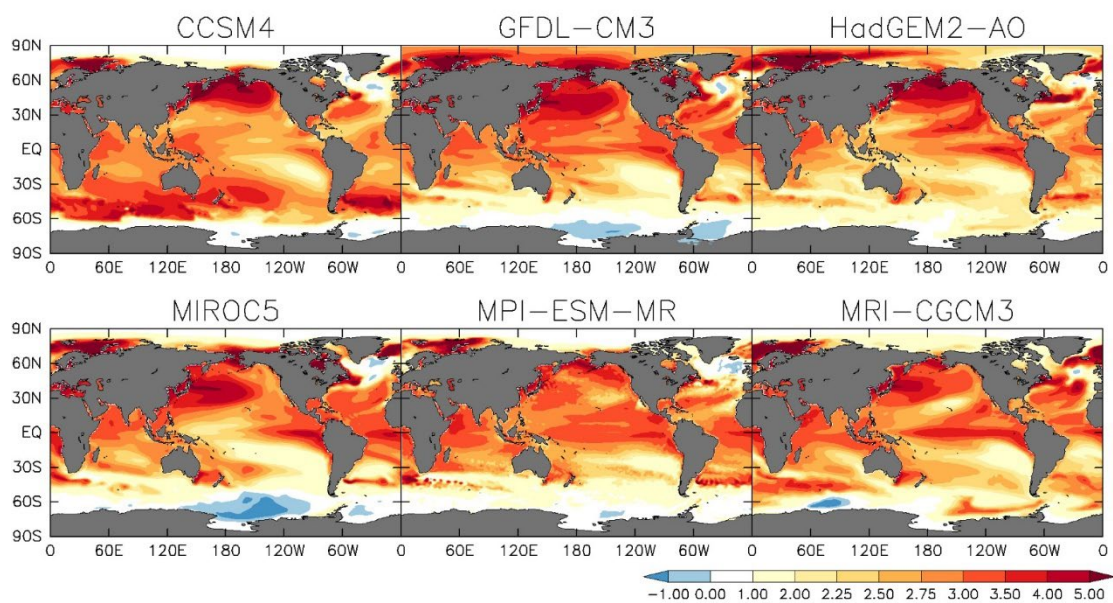 CCSM4 GFDL-CM3 HadGEM2-AO
90N
60N
30N
EQ
30S
60S
90S
0 60E 120E 180 120W 60W 0 60E 120E 180 120W 60W 0 60E 120E 180 120W 60W 0
MIROC5 MPI-ESM-MR MRI-CGCM3
90N
60N
30N
EQ
30S
60S
90S
0 60E 120E 180 120W 60W 0 60E 120E 180 120W 60W 0 60E 120E 180 120W 60W 0
-1.00 0.00 1.00 2.00 2.25 2.75 3.00 3.50 4.00 5.00